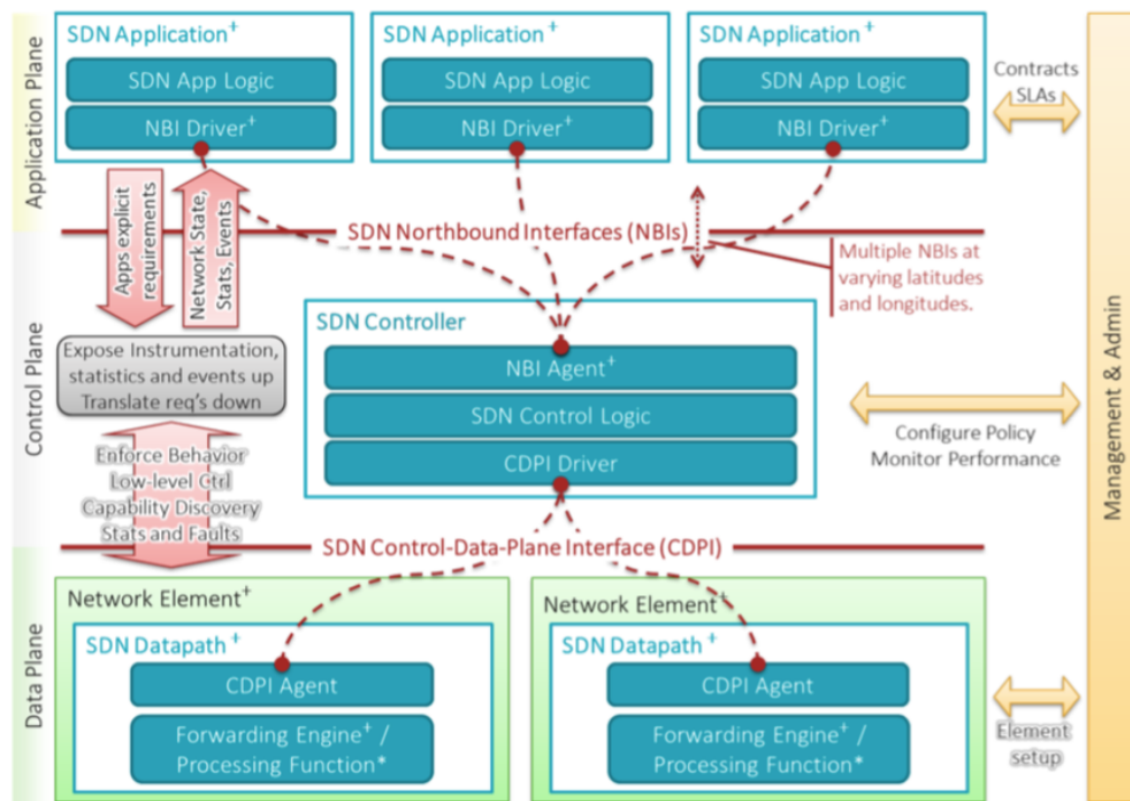 Application Plane
SDN Application+
SDN App Logic
NBI Driver+
SDN Application+
SDN App Logic
NBI Driver+
SDN Application+
SDN App Logic
NBI Driver+
Contracts
SLAs
Apps explicit
requirements
Network State,
Stats, Events
SDN Northbound Interfaces (NBIs)
Multiple NBIs at
varying latitudes
and longitudes.
Control Plane
Expose Instrumentation,
statistics and events up
Translate req's down
SDN Controller
NBI Agent+
SDN Control Logic
CDPI Driver
Configure Policy
Monitor Performance
Management & Admin
Enforce Behavior
Low-level Ctrl
Capability Discovery
Stats and Faults
SDN Control-Data-Plane Interface (CDPI)
Data Plane
Network Element+
SDN Datapath+
CDPI Agent
Forwarding Engine+ /
Processing Function*
Network Element+
SDN Datapath+
CDPI Agent
Forwarding Engine+ /
Processing Function*
Element
setup